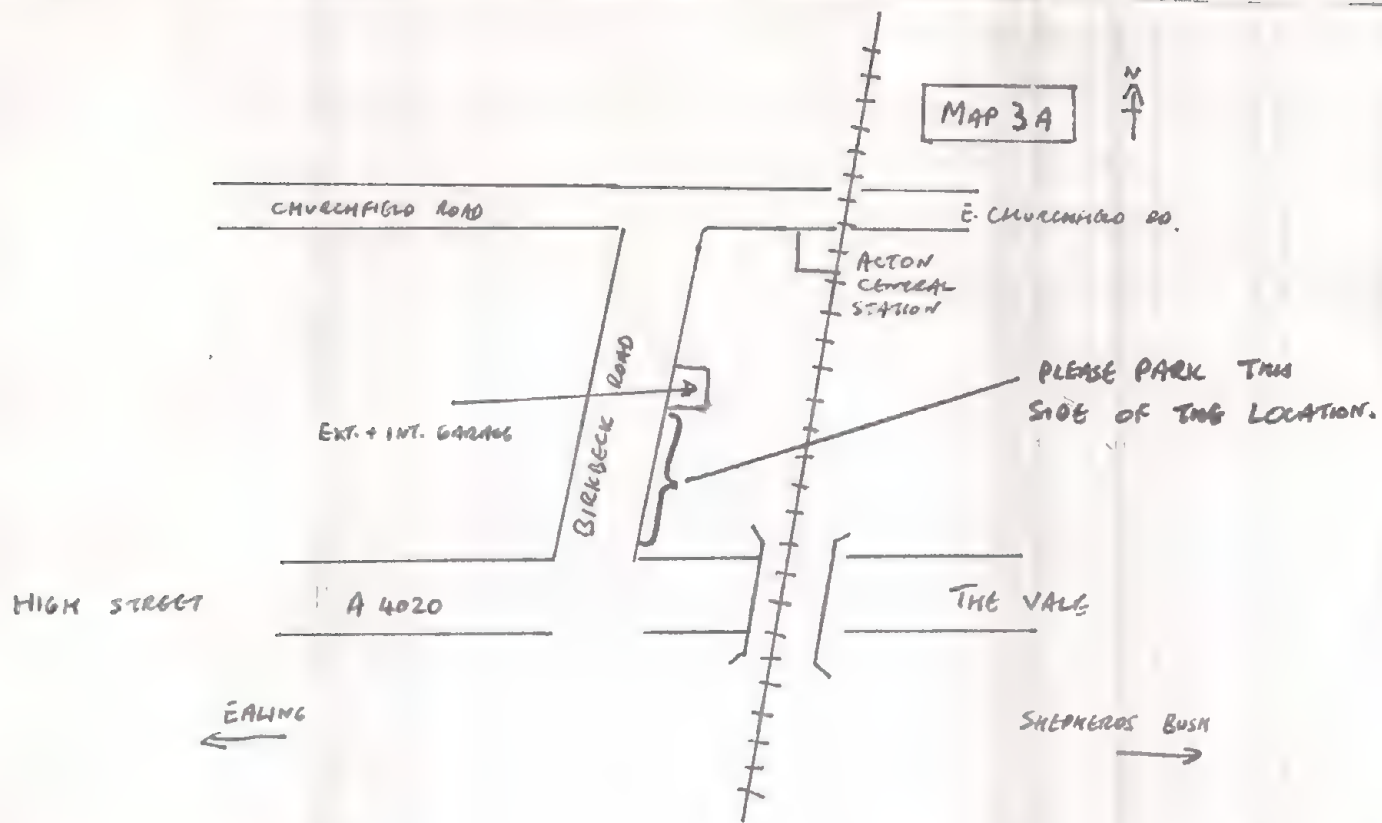 MAP 3A
N
CHURCHFIELD ROAD
E. CHURCHFIELD RD.
ACTON
CENTRAL
STATION
BIRKBECK ROAD
A
EXT. + INT. GARAGE
PLEASE PARK THIS
SIDE OF THE LOCATION.
HIGH STREET
A 4020
THE VALE
EALING
SHEPHERDS BUSH